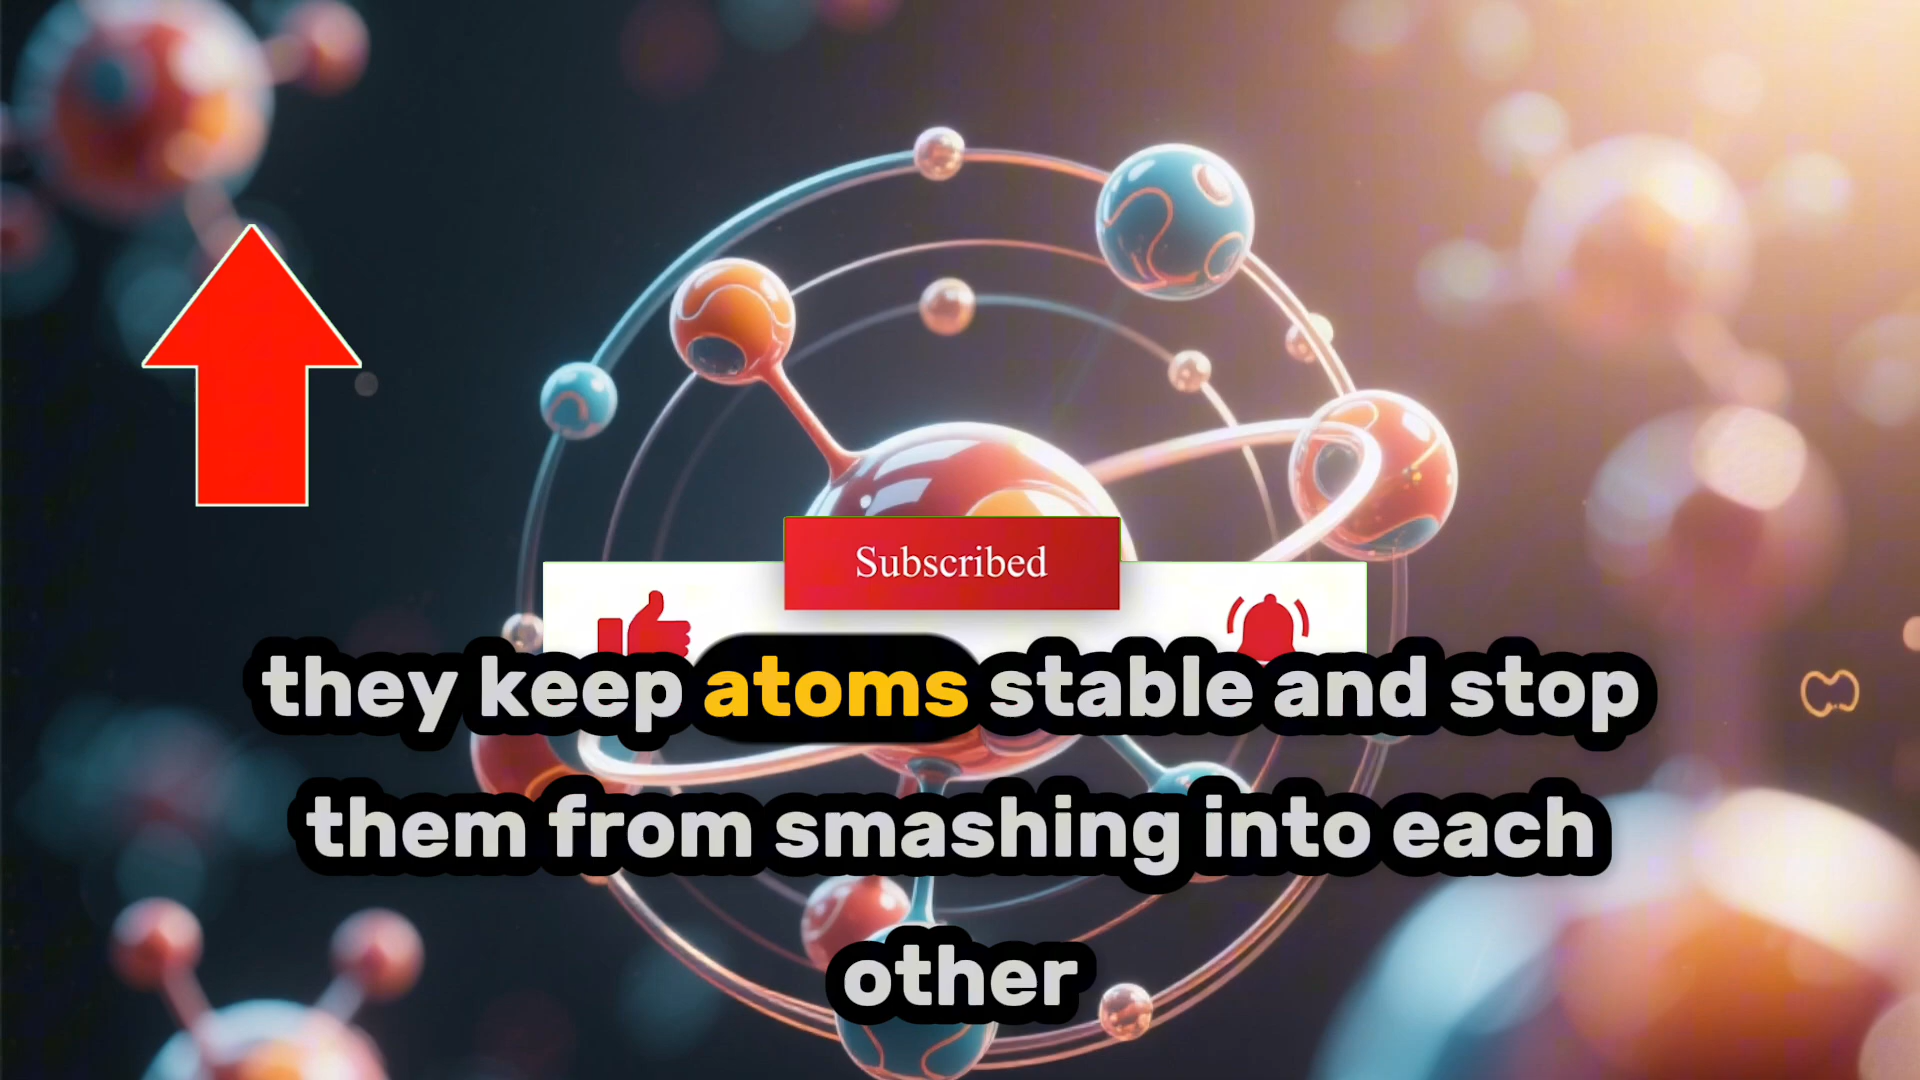 Subscribed
they keep atoms stable and stop
them from smashing into each
other